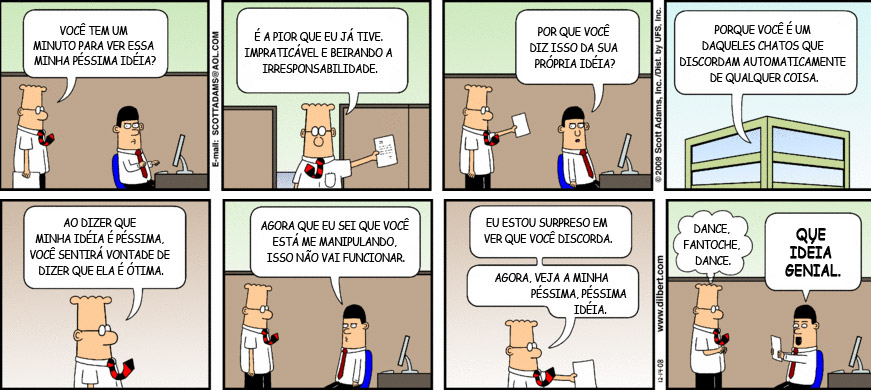 VOCÊ TEM UM
MINUTO PARA VER ESSA
MINHA PÉSSIMA IDÉIA?
E-mail: SCOTTADAMS@AOL.COM
É A PIOR QUE EU JÁ TIVE.
IMPRATICÁVEL E BEIRANDO A
IRRESPONSABILIDADE.
POR QUE VOCÊ
DIZ ISSO DA SUA
PRÓPRIA IDÉIA?
© 2008 Scott Adams, Inc. /Dist. by UFS, Inc.
PORQUE VOCÊ É UM
DAQUELES CHATOS QUE
DISCORDAM AUTOMATICAMENTE
DE QUALQUER COISA.
AO DIZER QUE
MINHA IDÉIA É PÉSSIMA,
VOCÊ SENTIRÁ VONTADE DE
DIZER QUE ELA É ÓTIMA.
AGORA QUE EU SEI QUE VOCÊ
ESTÁ ME MANIPULANDO,
ISSO NÃO VAI FUNCIONAR.
EU ESTOU SURPRESO EM
VER QUE VOCÊ DISCORDA.
AGORA, VEJA A MINHA
PÉSSIMA, PÉSSIMA
IDÉIA.
www.dilbert.com
12-14-08
DANCE,
FANTOCHE,
DANCE.
QUE
IDEIA
GENIAL.